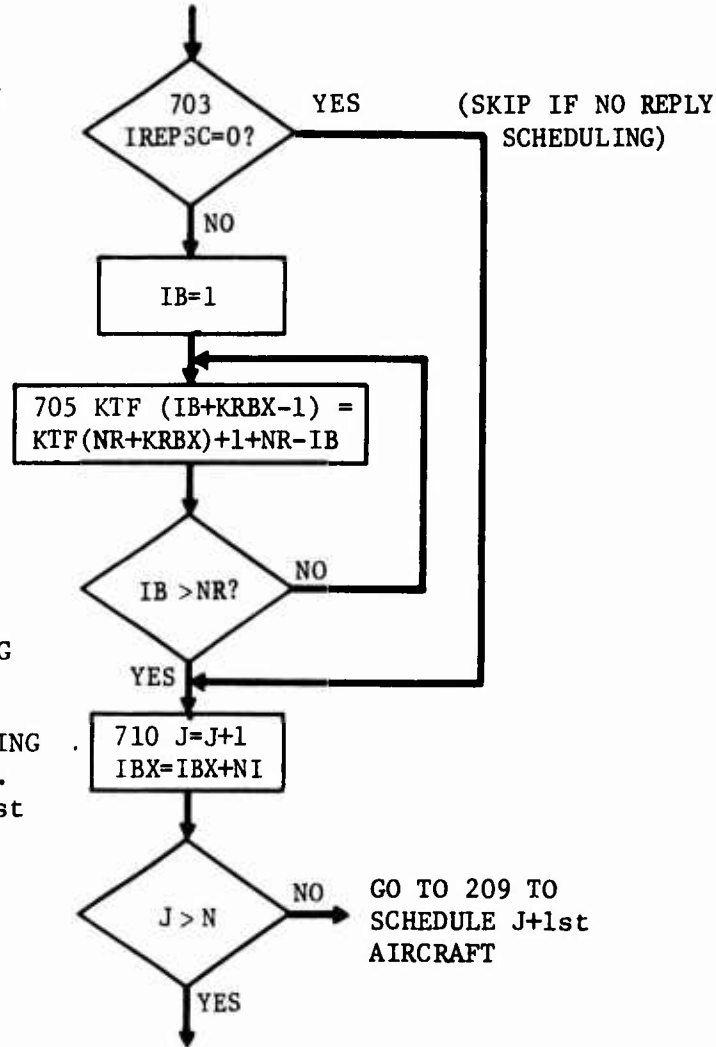 703
IREPSC=0?
YES
(SKIP IF NO REPLY
SCHEDULING)
NO
IB=1
705 KTF (IB+KRBX-1) =
KTF(NR+KRBX)+1+NR-IB
IB >NR?
NO
G
YES
ING .
.
st
710 J=J+1
IBX=IBX+NI
J > N
NO
GO TO 209 TO
SCHEDULE J+1st
AIRCRAFT
YES